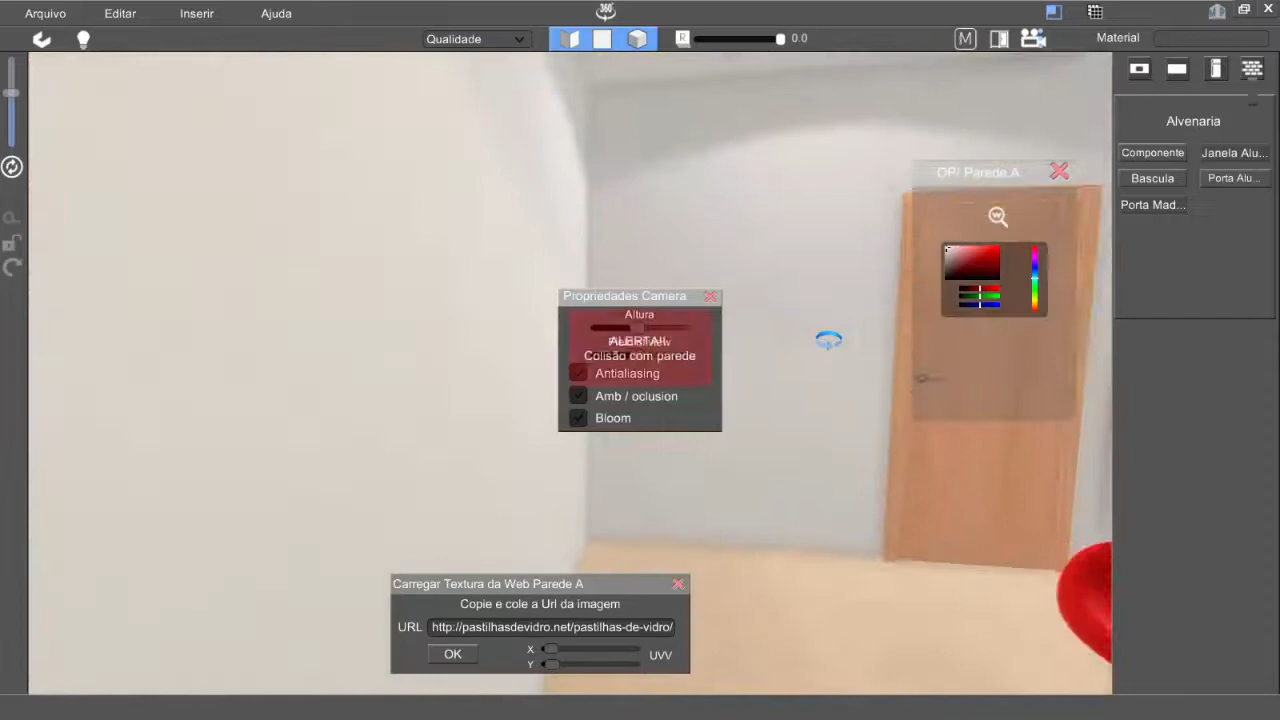 Arquivo
Editar
Inserir
Ajuda
360°
Qualidade
R
0.0
M
Material
Alvenaria
Componente
Janela Alu...
Bascula
Porta Alu...
Porta Mad...
OP/ Parede A
W
Propriedades Camera
Altura
ALERTA!!
Colisão com parede
Antialiasing
Amb / oclusion
Bloom
Carregar Textura da Web Parede A
Copie e cole a Url da imagem
URL http://pastilhasdevidro.net/pastilhas-de-vidro/
OK
X
Y
UVV